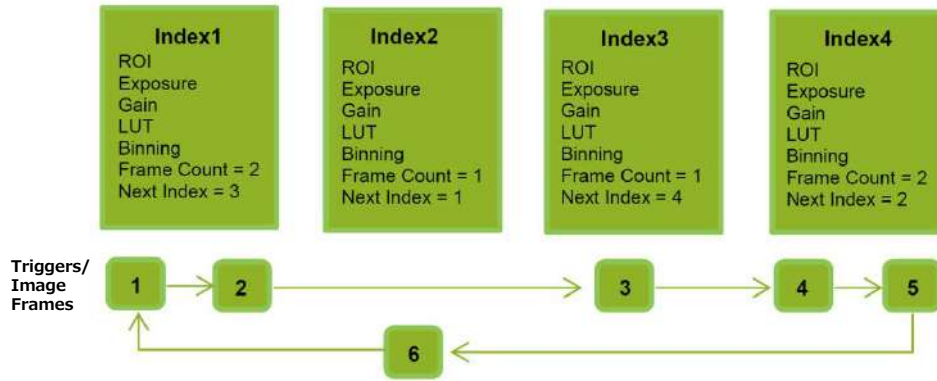 Index1
ROI
Exposure
Gain
LUT
Binning
Frame Count = 2
Next Index = 3
Index2
ROI
Exposure
Gain
LUT
Binning
Frame Count = 1
Next Index = 1
Index3
ROI
Exposure
Gain
LUT
Binning
Frame Count = 1
Next Index = 4
Index4
ROI
Exposure
Gain
LUT
Binning
Frame Count = 2
Next Index = 2
Triggers/
Image
Frames
1
2
3
4
5
6